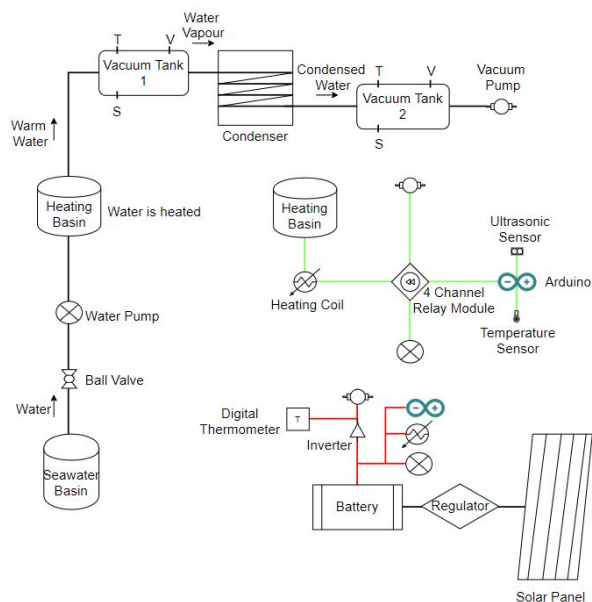 Water
Vapour
T
V
Vacuum Tank
1
S
Condenser
Condensed
Water
T
V
Vacuum Tank
2
S
Vacuum
Pump
Warm
Water
Heating
Basin
Water is heated
Water Pump
Ball Valve
Water
Seawater
Basin
Heating
Basin
Heating Coil
4 Channel
Relay Module
Ultrasonic
Sensor
Arduino
Temperature
Sensor
Digital
Thermometer
T
Inverter
Battery
Regulator
Solar Panel